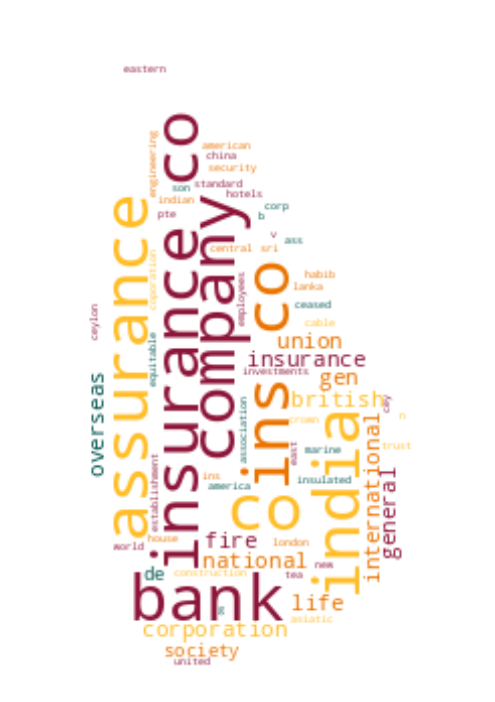 eastern
insurance co
company
assurance
engineering
american
china
security
son
standard
indian
hotels
pte
corp
b
v
ass
central
sri
coporation
employees
ins co
habib
lanka
ceased
cable
ceylon
equitable
union
insurance
investments
gen
overseas
british
cey
association
crown
n
india
international
east
marine
trust
establishment
ins
america
insulated
general
co
world
house
fire
london
national
new
de
construction
tea
bank
life
asiatic
corporation
society
united